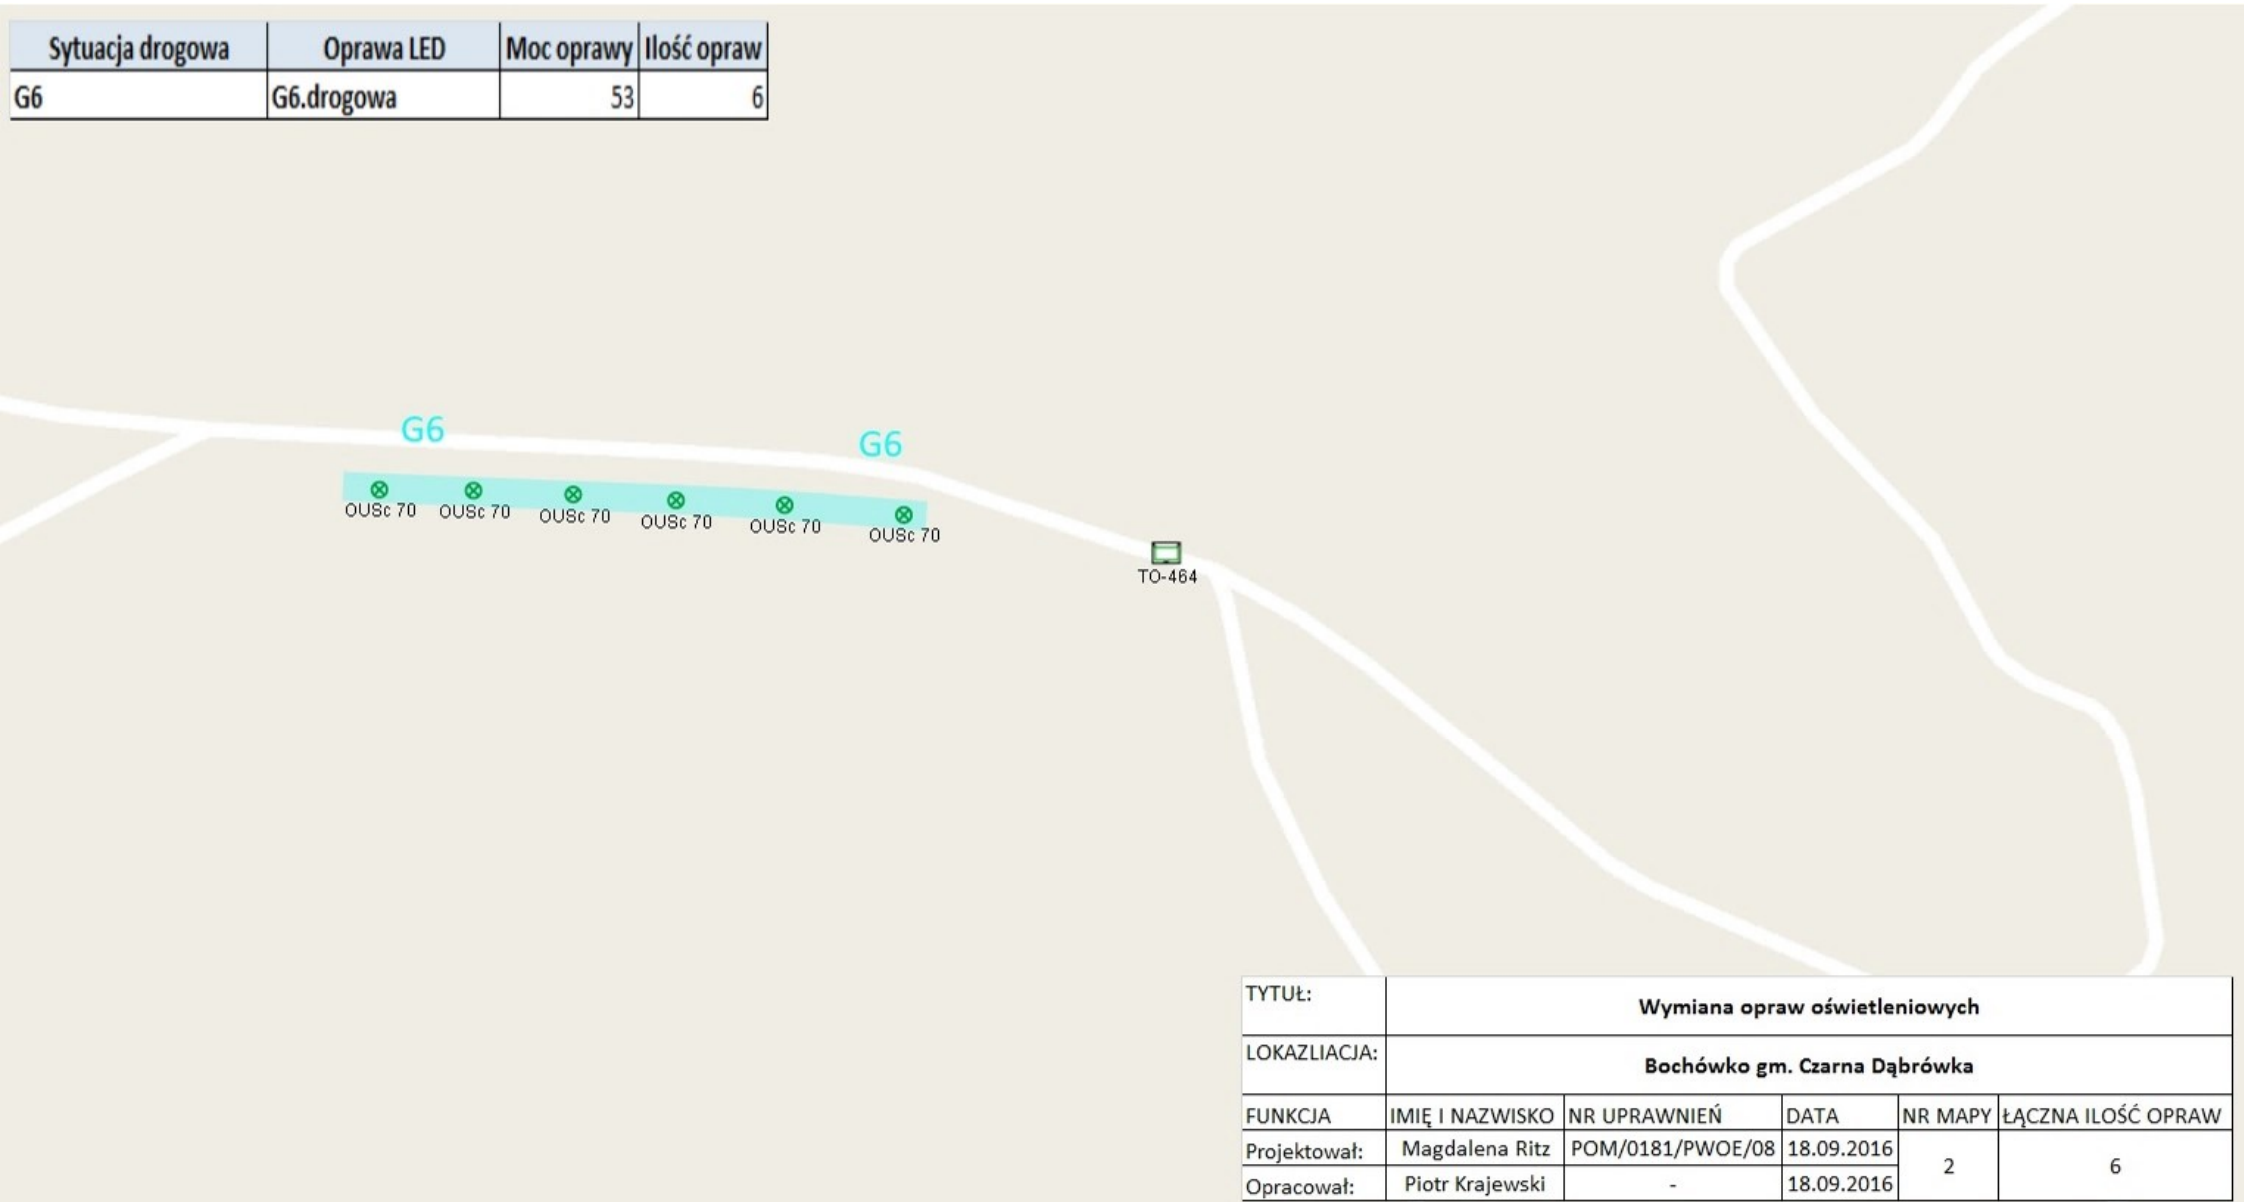 Sytuacja drogowa Oprawa LED Moc oprawy Ilość opraw
G6 G6.drogowa 53 6
G6 G6
OUSc 70 OUSc 70 OUSc 70 OUSc 70 OUSc 70 OUSc 70
TO-464
TYTUŁ: Wymiana opraw oświetleniowych
LOKAZLIACJA: Bochówko gm. Czarna Dąbrówka
FUNKCJA IMIĘ I NAZWISKO NR UPRAWNIEŃ DATA NR MAPY ŁĄCZNA ILOŚĆ OPRAW
Projektował: Magdalena Ritz POM/0181/PWOE/08 18.09.2016 2 6
Opracował: Piotr Krajewski - 18.09.2016